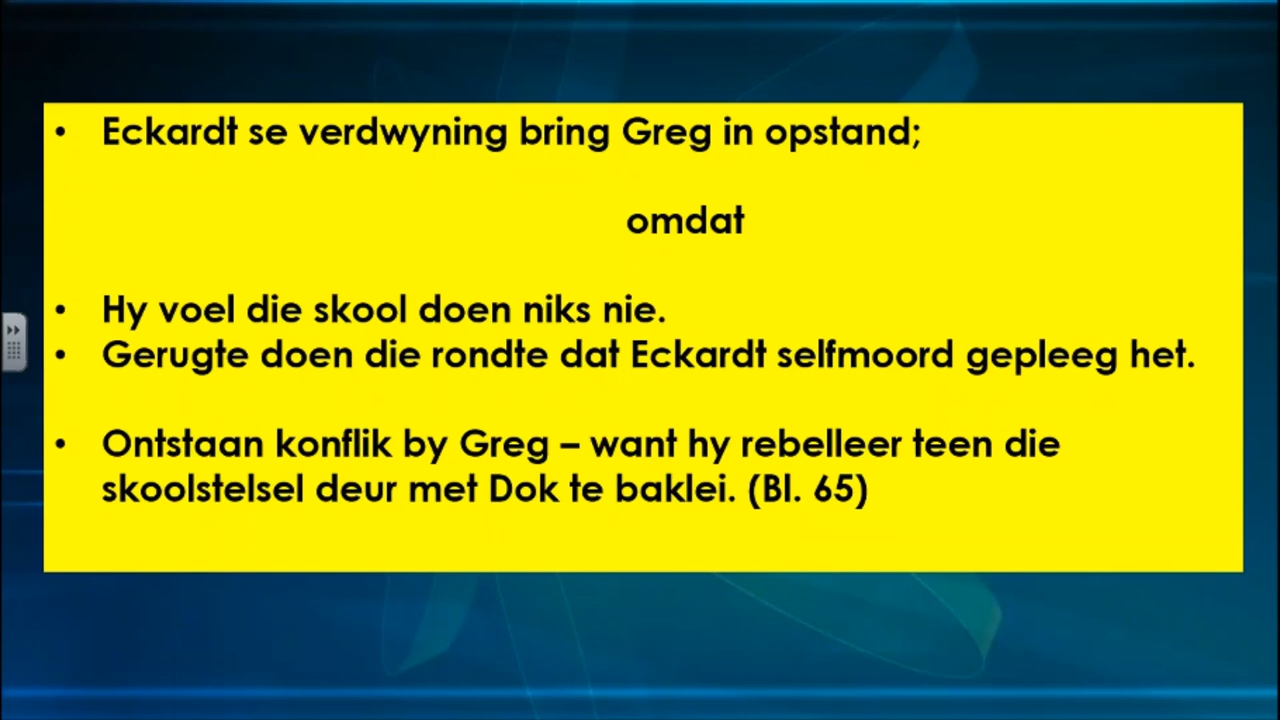 • Eckardt se verdwyning bring Greg in opstand;
omdat
• Hy voel die skool doen niks nie.
• Gerugte doen die rondte dat Eckardt selfmoord gepleeg het.
• Ontstaan konflik by Greg – want hy rebelleer teen die
skoolstelsel deur met Dok te baklei. (Bl. 65)